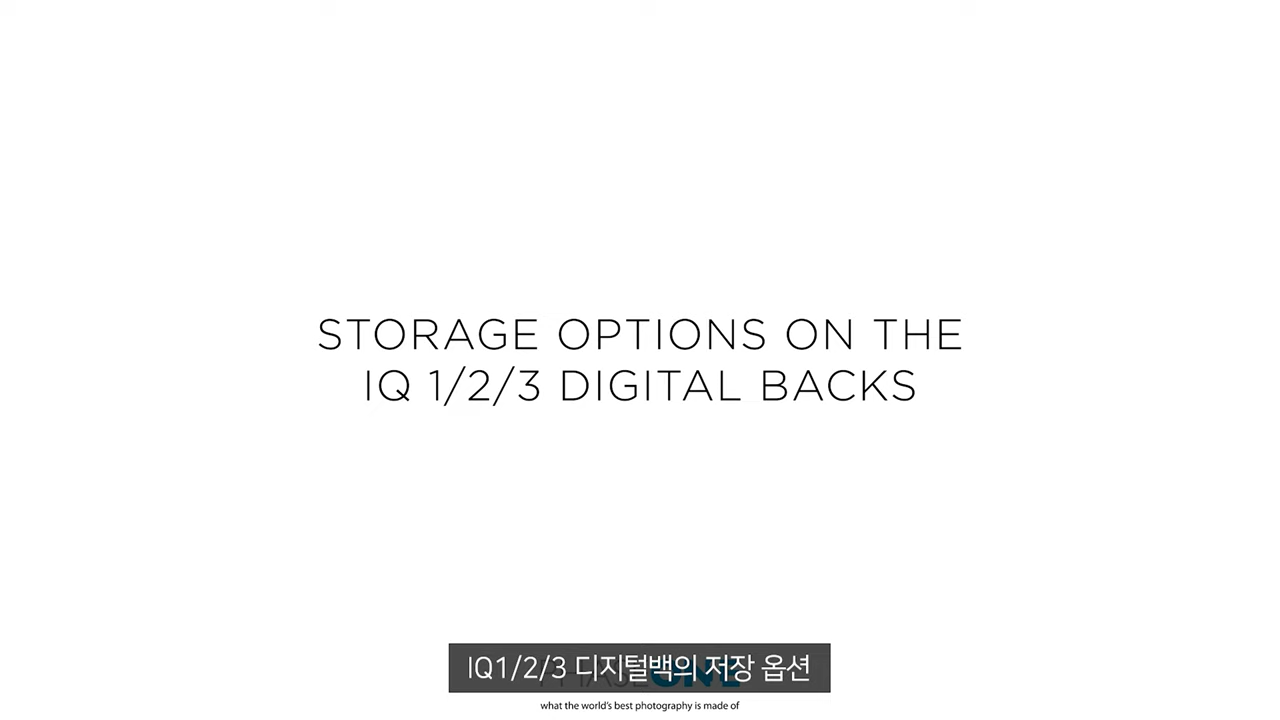 STORAGE OPTIONS ON THE
IQ 1/2/3 DIGITAL BACKS
IQ1/2/3 디지털백의 저장 옵션
PHASEONE
what the world's best photography is made of